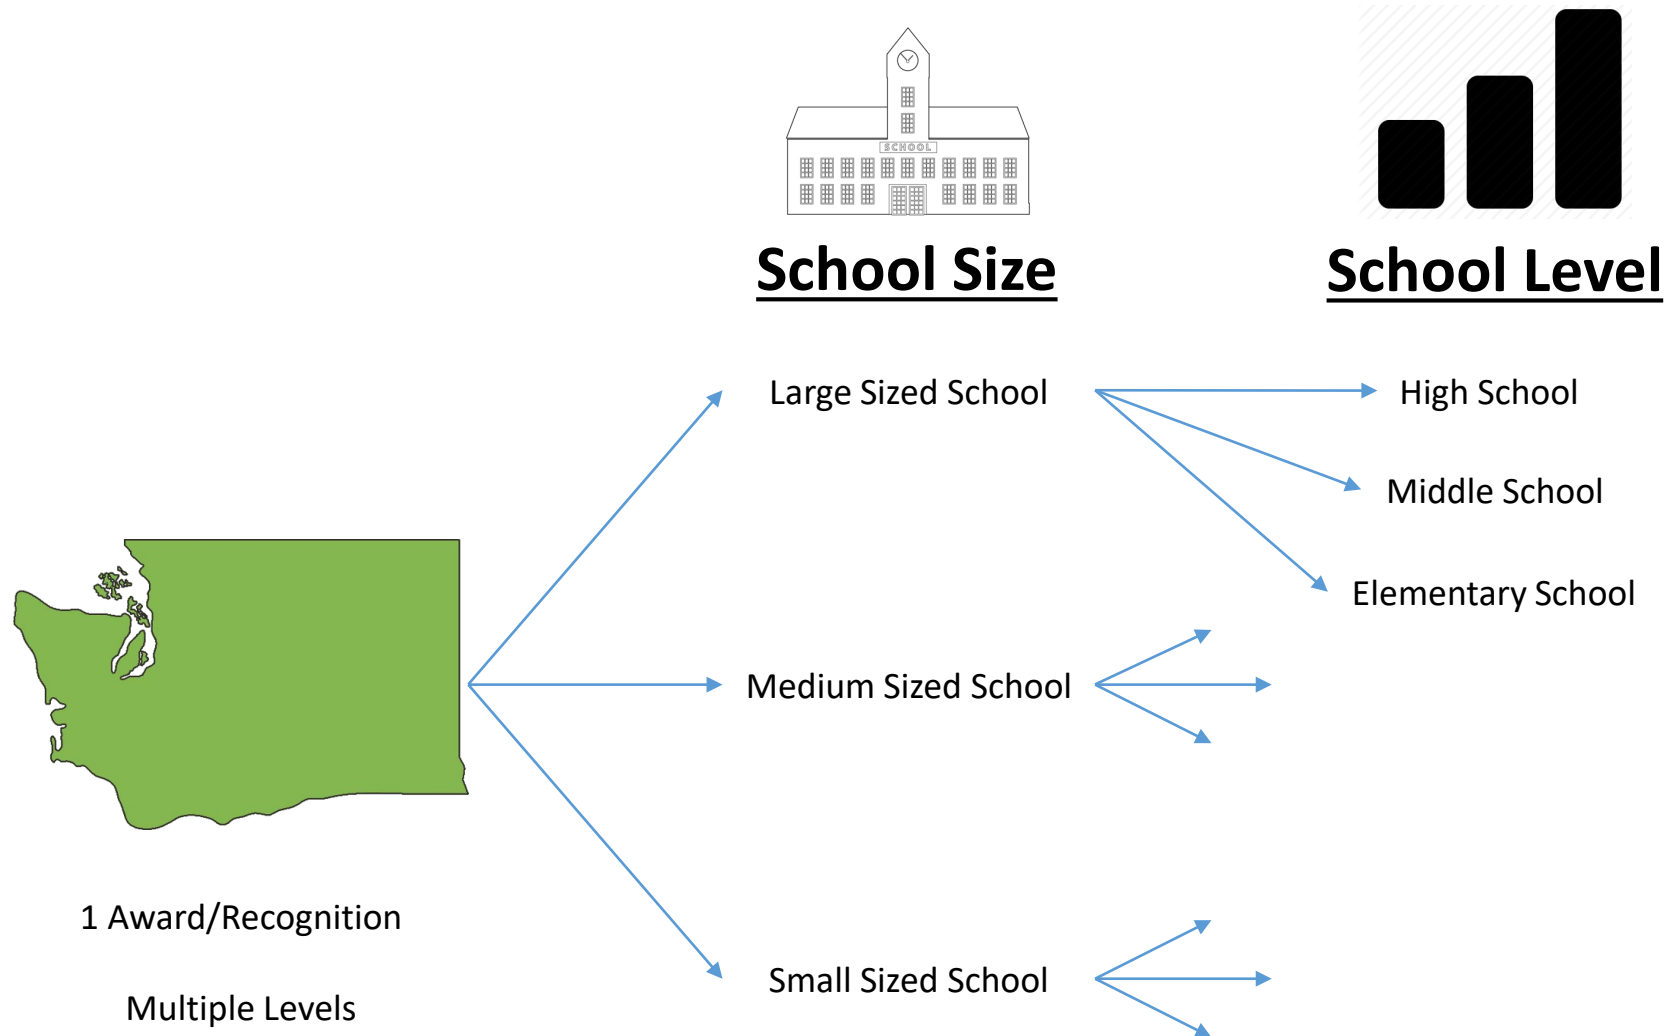 SCHOOL
School Size
School Level
Large Sized School
High School
Middle School
Elementary School
Medium Sized School
1 Award/Recognition
Small Sized School
Multiple Levels